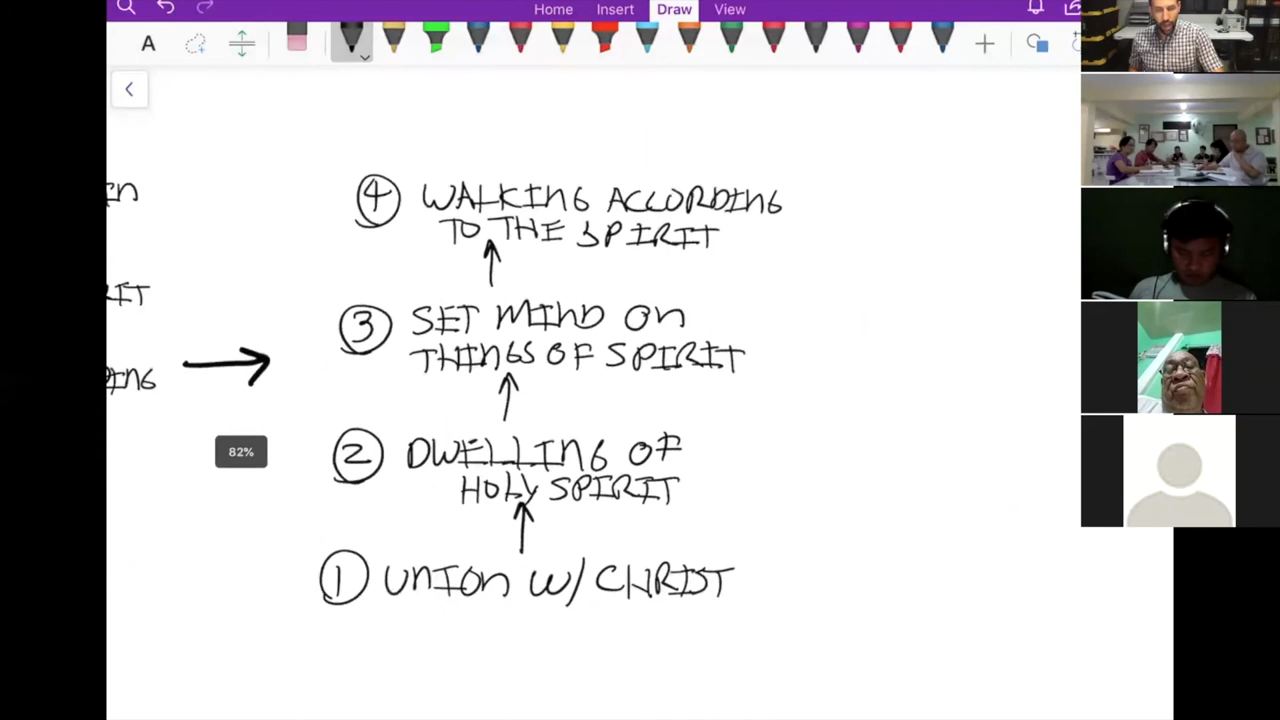 Home Insert Draw View
A
④ WALKING ACCORDING
TO THE SPIRIT
③ SET MIND ON
THINGS OF SPIRIT
② DWELLING OF
HOLY SPIRIT
① UNION W/ CHRIST
82%